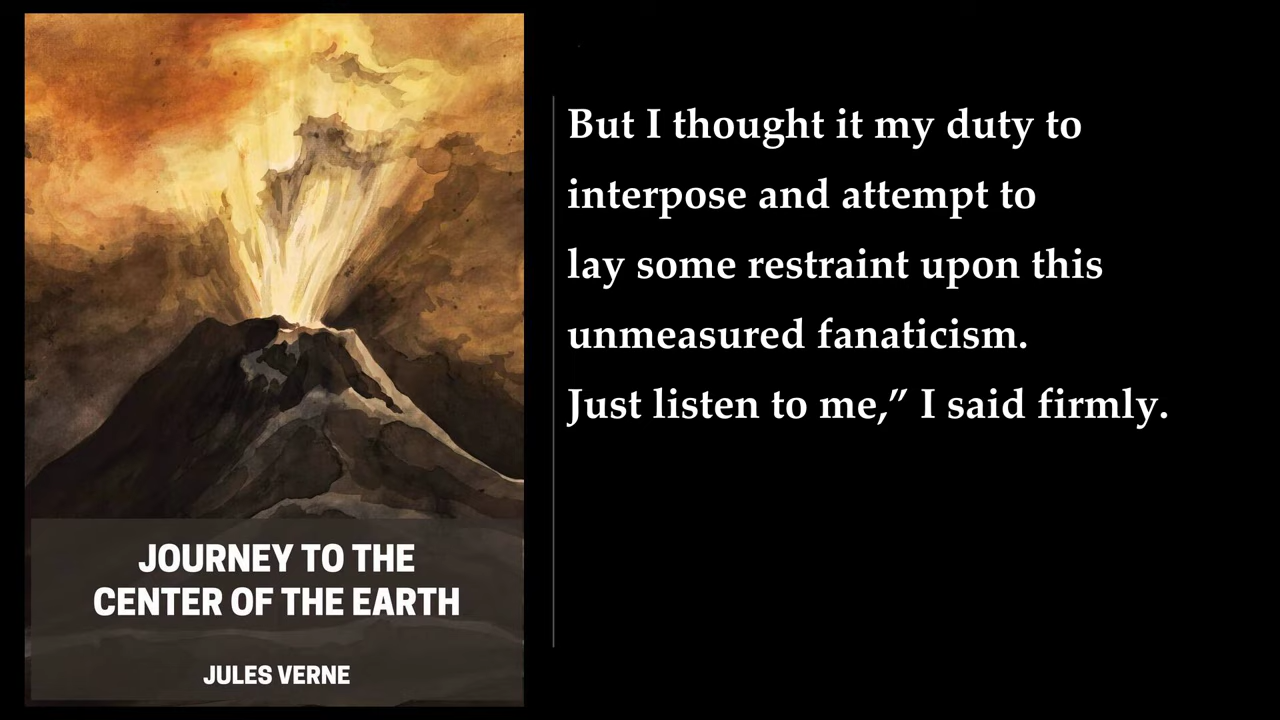 JOURNEY TO THE
CENTER OF THE EARTH
JULES VERNE
But I thought it my duty to
interpose and attempt to
lay some restraint upon this
unmeasured fanaticism.
Just listen to me,” I said firmly.